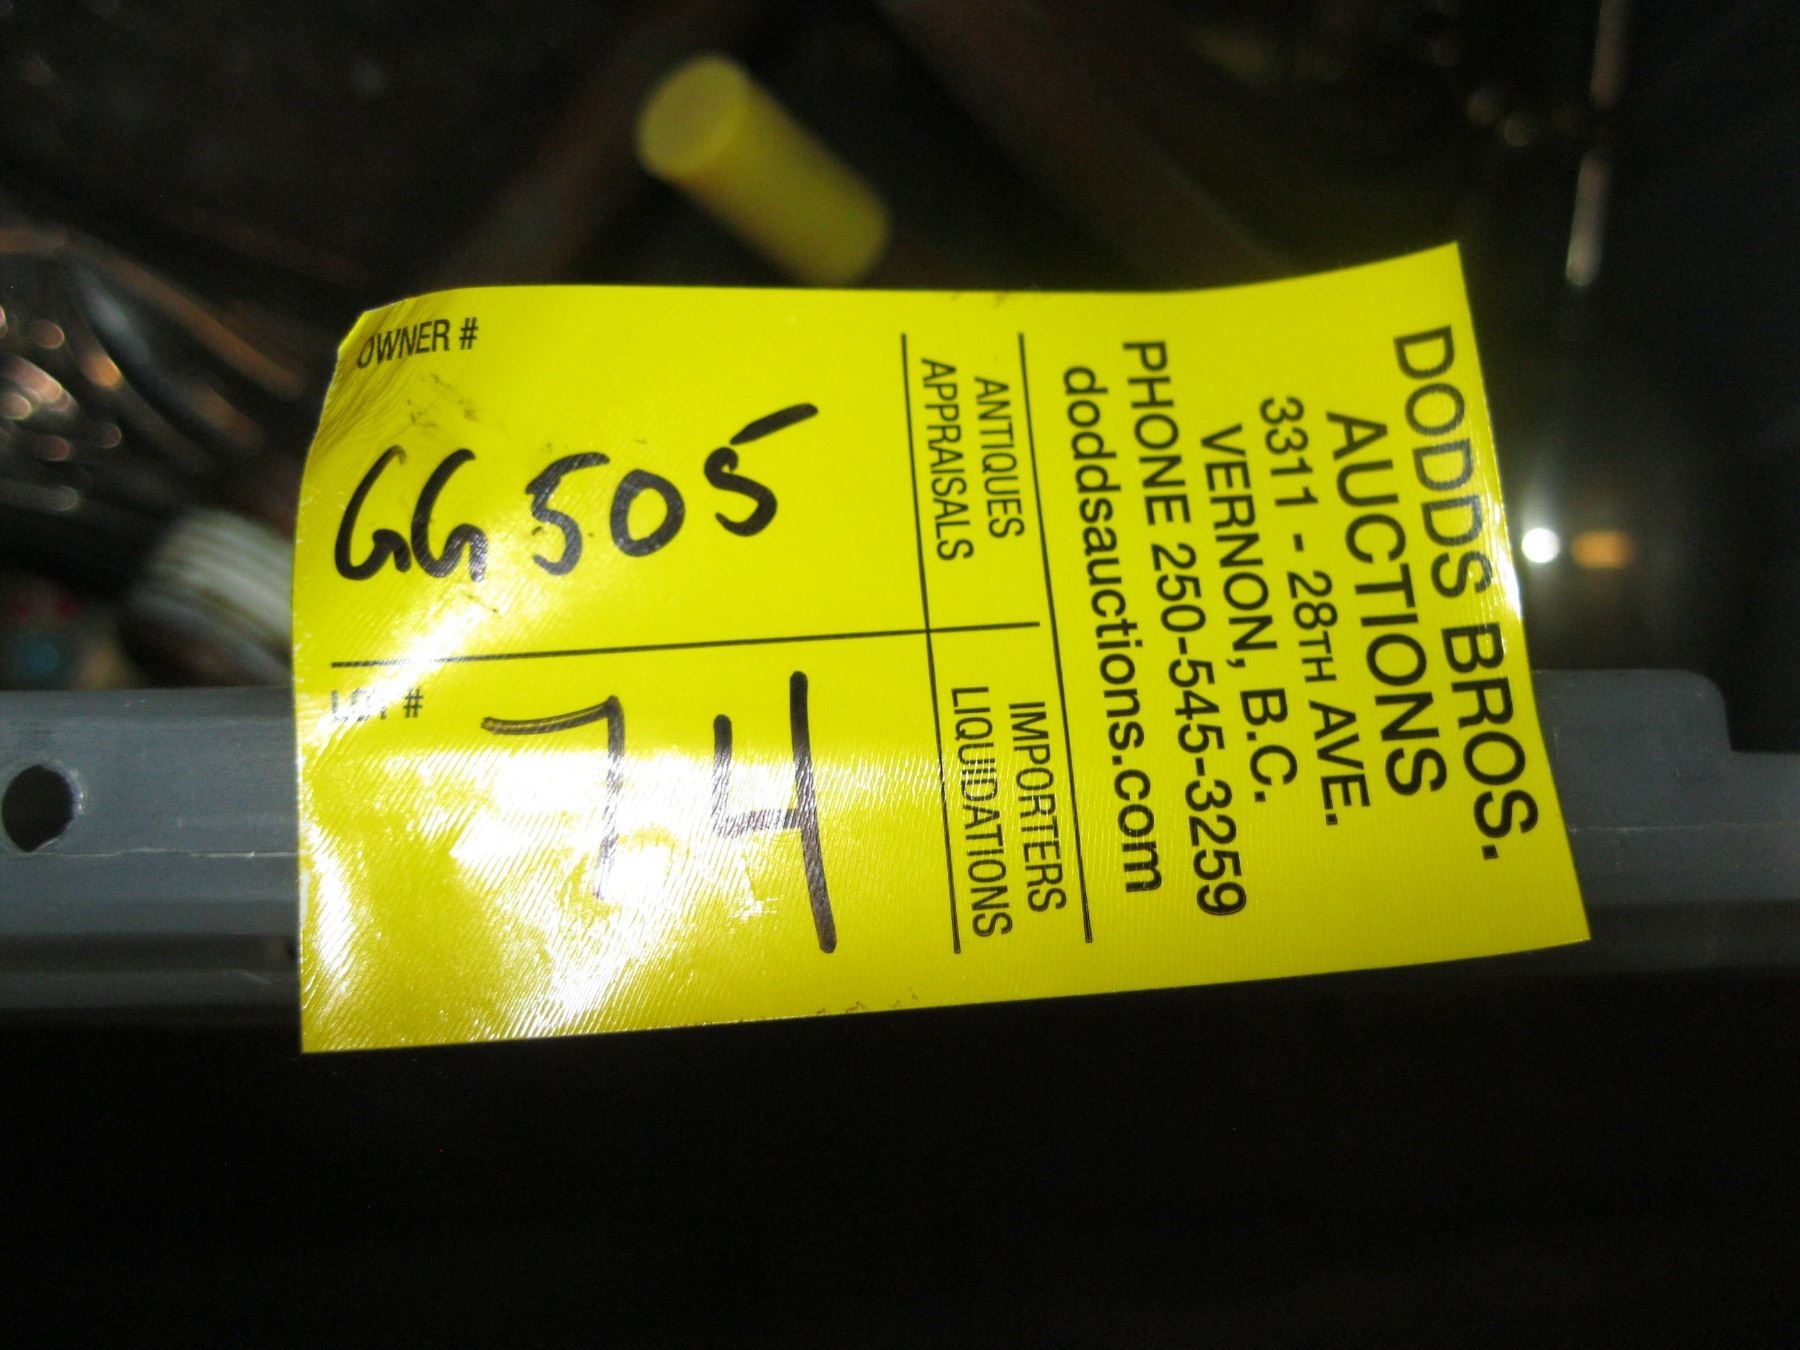 DODDS BROS.
AUCTIONS
3311 - 28TH AVE.
VERNON, B.C.
PHONE 250-545-3259
doddsauctions.com
ANTIQUES
APPRAISALS
IMPORTERS
LIQUIDATIONS
OWNER #
GG505
LOT #
74